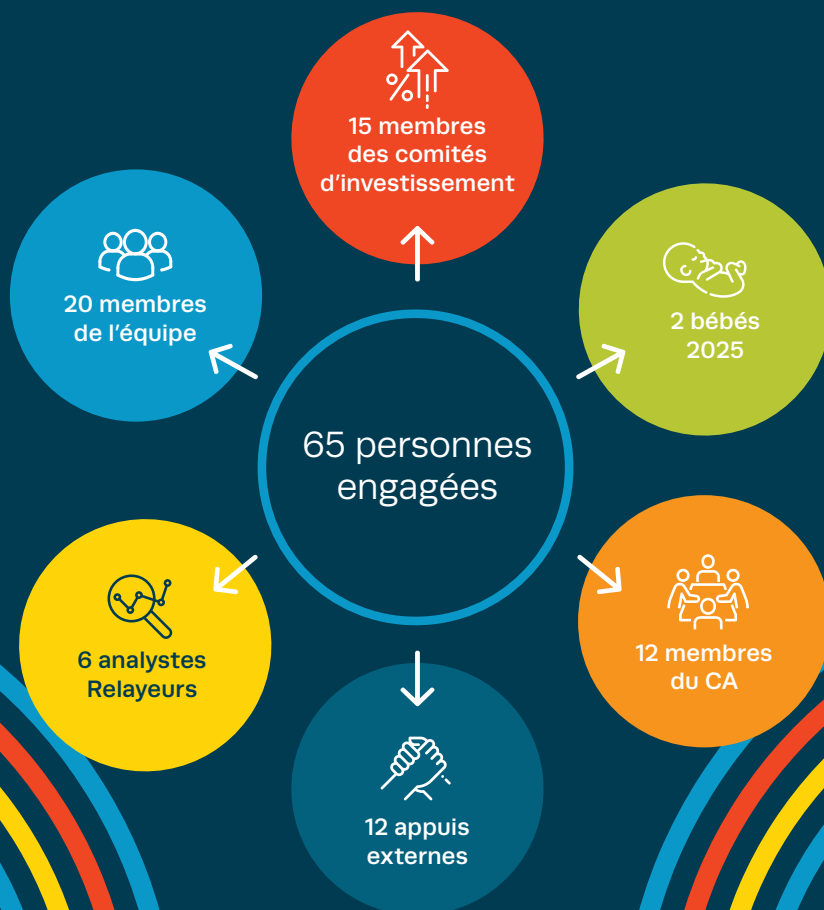 15 membres
des comités
d'investissement
20 membres
de l'équipe
2 bébés
2025
65 personnes
engagées
6 analystes
Relayeurs
12 membres
du CA
12 appuis
externes